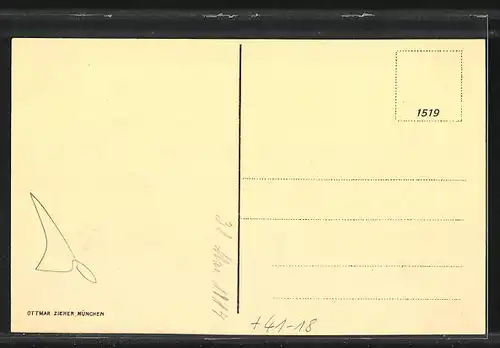 1519
OTTMAR ZIEHER, MÜNCHEN
+ 41-18